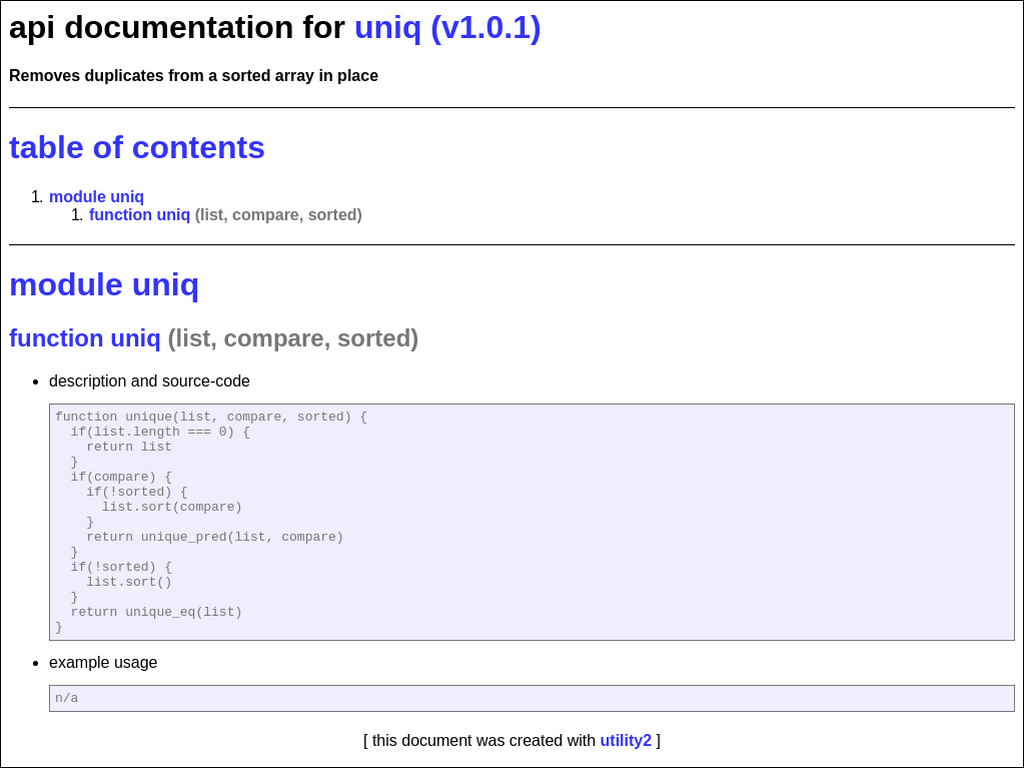 api documentation for uniq (v1.0.1)
Removes duplicates from a sorted array in place
table of contents
1. module uniq
1. function uniq (list, compare, sorted)
module uniq
function uniq (list, compare, sorted)
• description and source-code
function unique(list, compare, sorted) {
  if(list.length === 0) {
    return list
  }
  if(compare) {
    if(!sorted) {
      list.sort(compare)
    }
    return unique_pred(list, compare)
  }
  if(!sorted) {
    list.sort()
  }
  return unique_eq(list)
}
• example usage
n/a
[ this document was created with utility2 ]